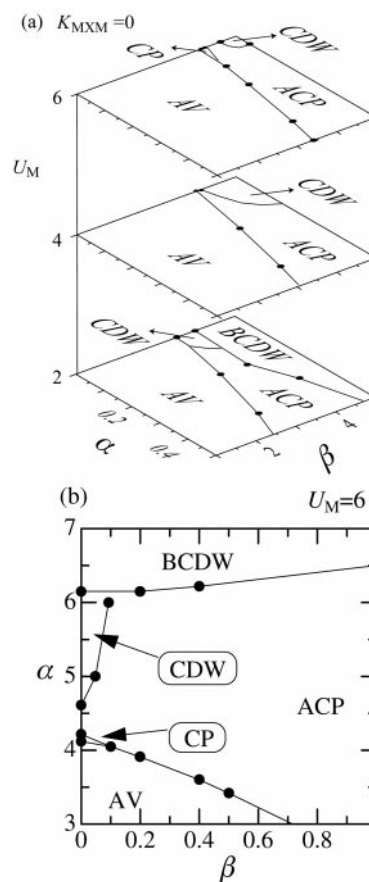 (a) K_MXM=0
CDW
CP
6
AV
ACP
U_M
CDW
4
AV
ACP
CDW
BCDW
2
AV
ACP
0.2
0.4
α
2
4
β
(b)
U_M=6
7
BCDW
6
CDW
α
5
ACP
CP
4
AV
3
0 0.2 0.4 0.6 0.8
β